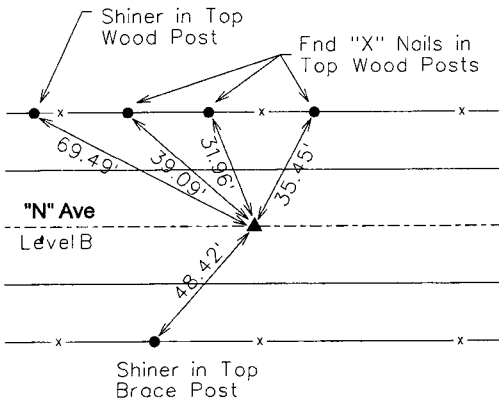 Shiner in Top
Wood Post
Fnd "X" Nails in
Top Wood Posts
x
x
x
69.49'
39.09'
31.96'
35.45'
"N" Ave
Level B
48.42'
x
x
x
Shiner in Top
Brace Post